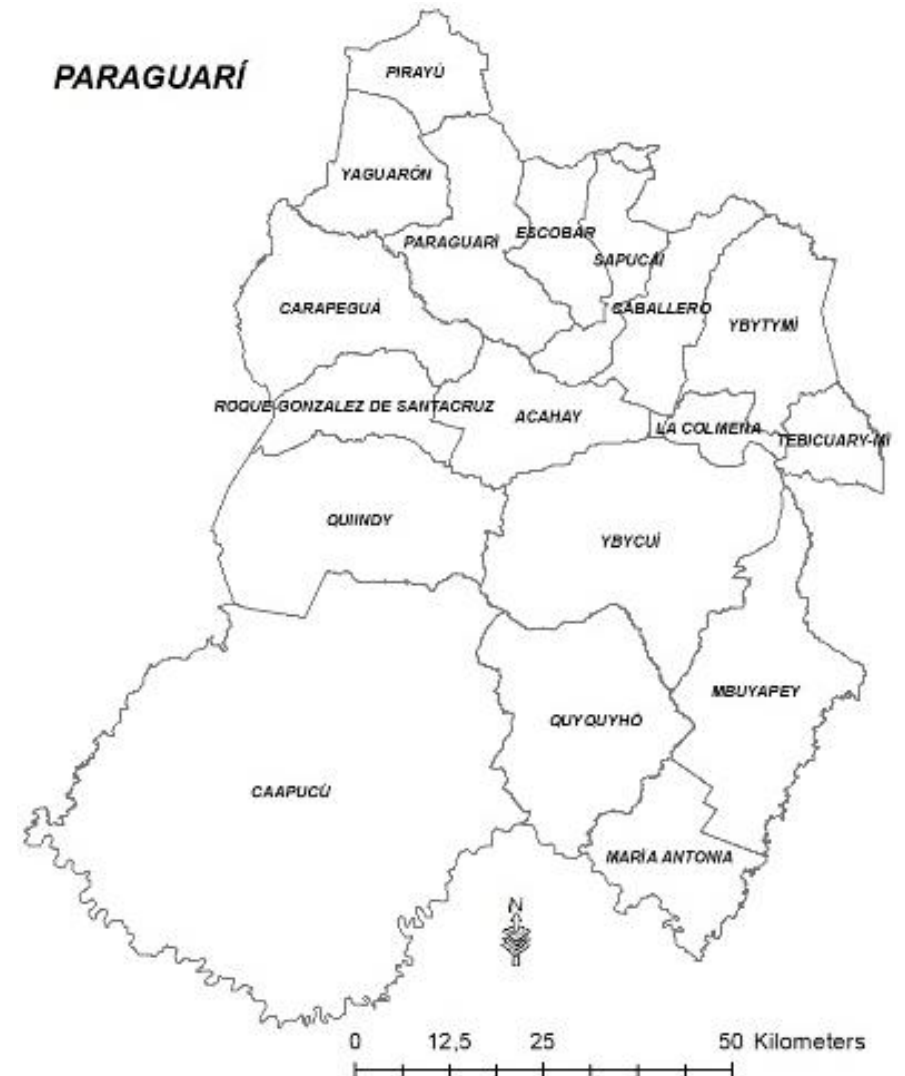 PARAGUARÍ
PIRAYÚ
YAGUARÓN
PARAGUARÍ
ESCOBAR
SAPUCAÍ
CARAPEGUÁ
CABALLERO
YBYTYMÍ
ROQUE GONZALEZ DE SANTACRUZ
ACAHAY
LA COLMENA
TEBICUARY-MÍ
QUIINDY
YBYCUÍ
MBUYAPEY
QUYQUYHÓ
CAAPUCÚ
MARÍA ANTONIA
N
0 12,5 25 50 Kilometers